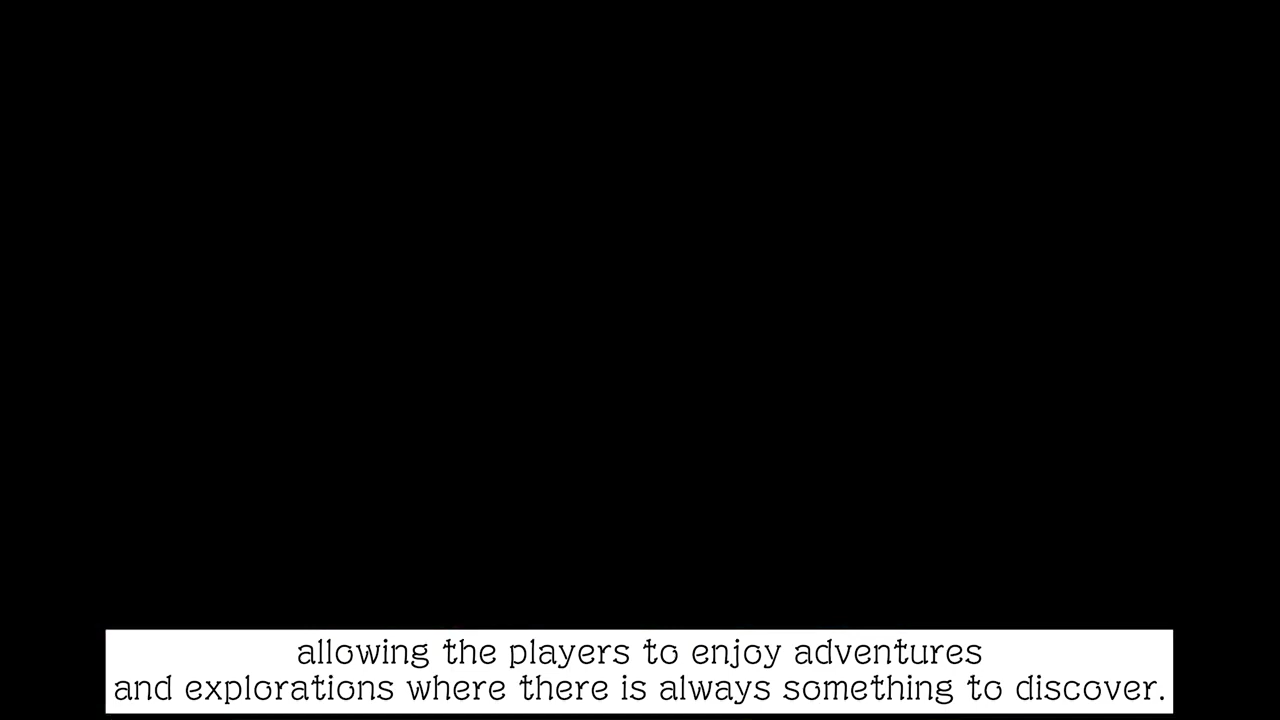 allowing the players to enjoy adventures
and explorations where there is always something to discover.